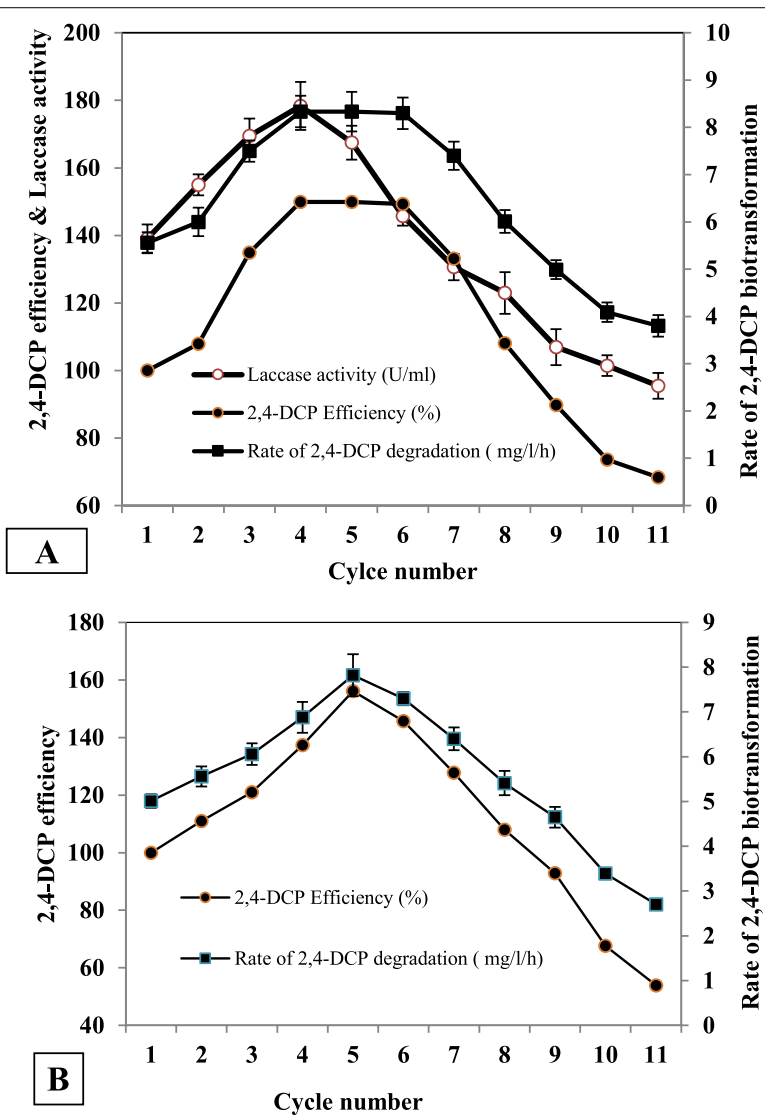 2,4-DCP efficiency & Laccase activity
200
180
160
140
120
100
80
60
10
9
8
7
6
5
4
3
2
1
0
Rate of 2,4-DCP biotransformation
Laccase activity (U/ml)
2,4-DCP Efficiency (%)
Rate of 2,4-DCP degradation ( mg/l/h)
1 2 3 4 5 6 7 8 9 10 11
Cylce number
A
2,4-DCP efficiency
180
160
140
120
100
80
60
40
9
8
7
6
5
4
3
2
1
0
Rate of 2,4-DCP biotransformation
2,4-DCP Efficiency (%)
Rate of 2,4-DCP degradation ( mg/l/h)
1 2 3 4 5 6 7 8 9 10 11
Cycle number
B